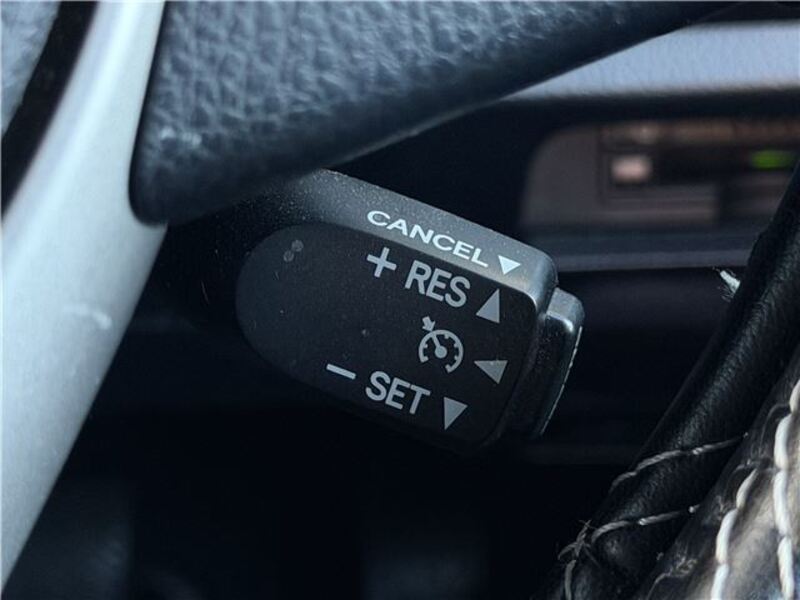 CANCEL ▼
+ RES ▲
− SET ▼